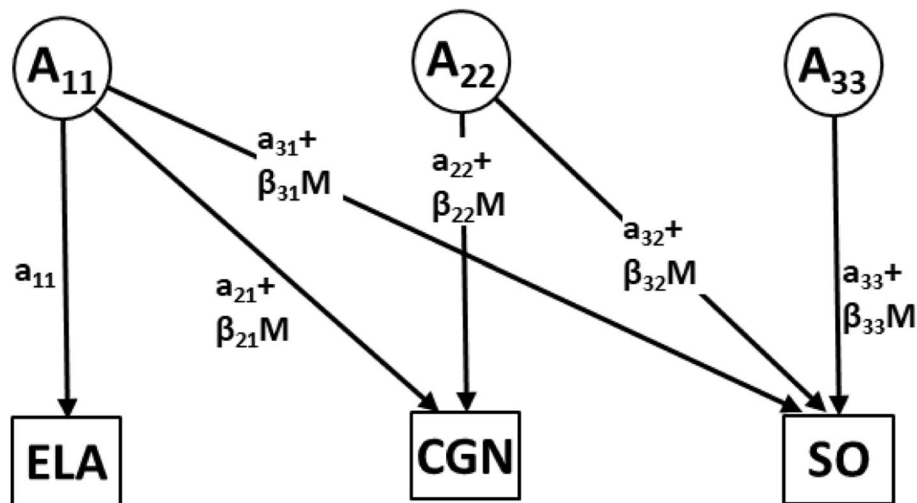 A₁₁
A₂₂
A₃₃
a₃₁+
β₃₁M
a₂₂+
β₂₂M
a₃₂+
β₃₂M
a₁₁
a₂₁+
β₂₁M
a₃₃+
β₃₃M
ELA
CGN
SO